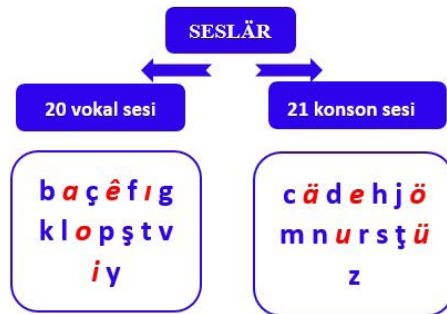 SESLÄR
20 vokal sesi
21 konson sesi
b a ç ê f ı g
k l o p ş t v
i y
c ä d e h j ö
m n u r s ţ ü
z